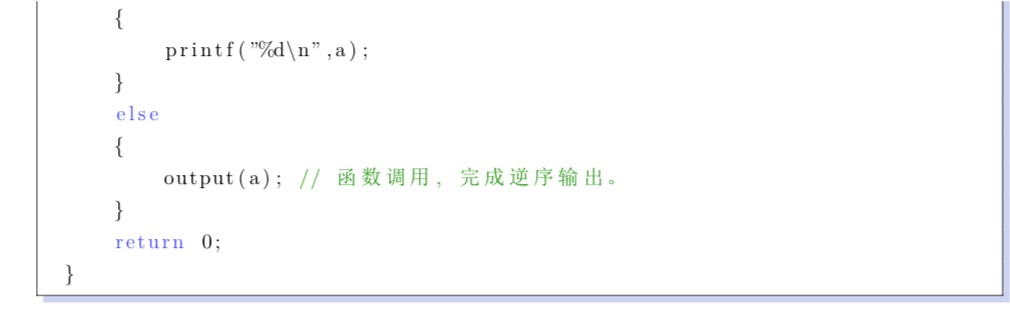 {
printf(”%d\n”,a);
}
else
{
output(a); // 函数调用，完成逆序输出。
}
return 0;
}